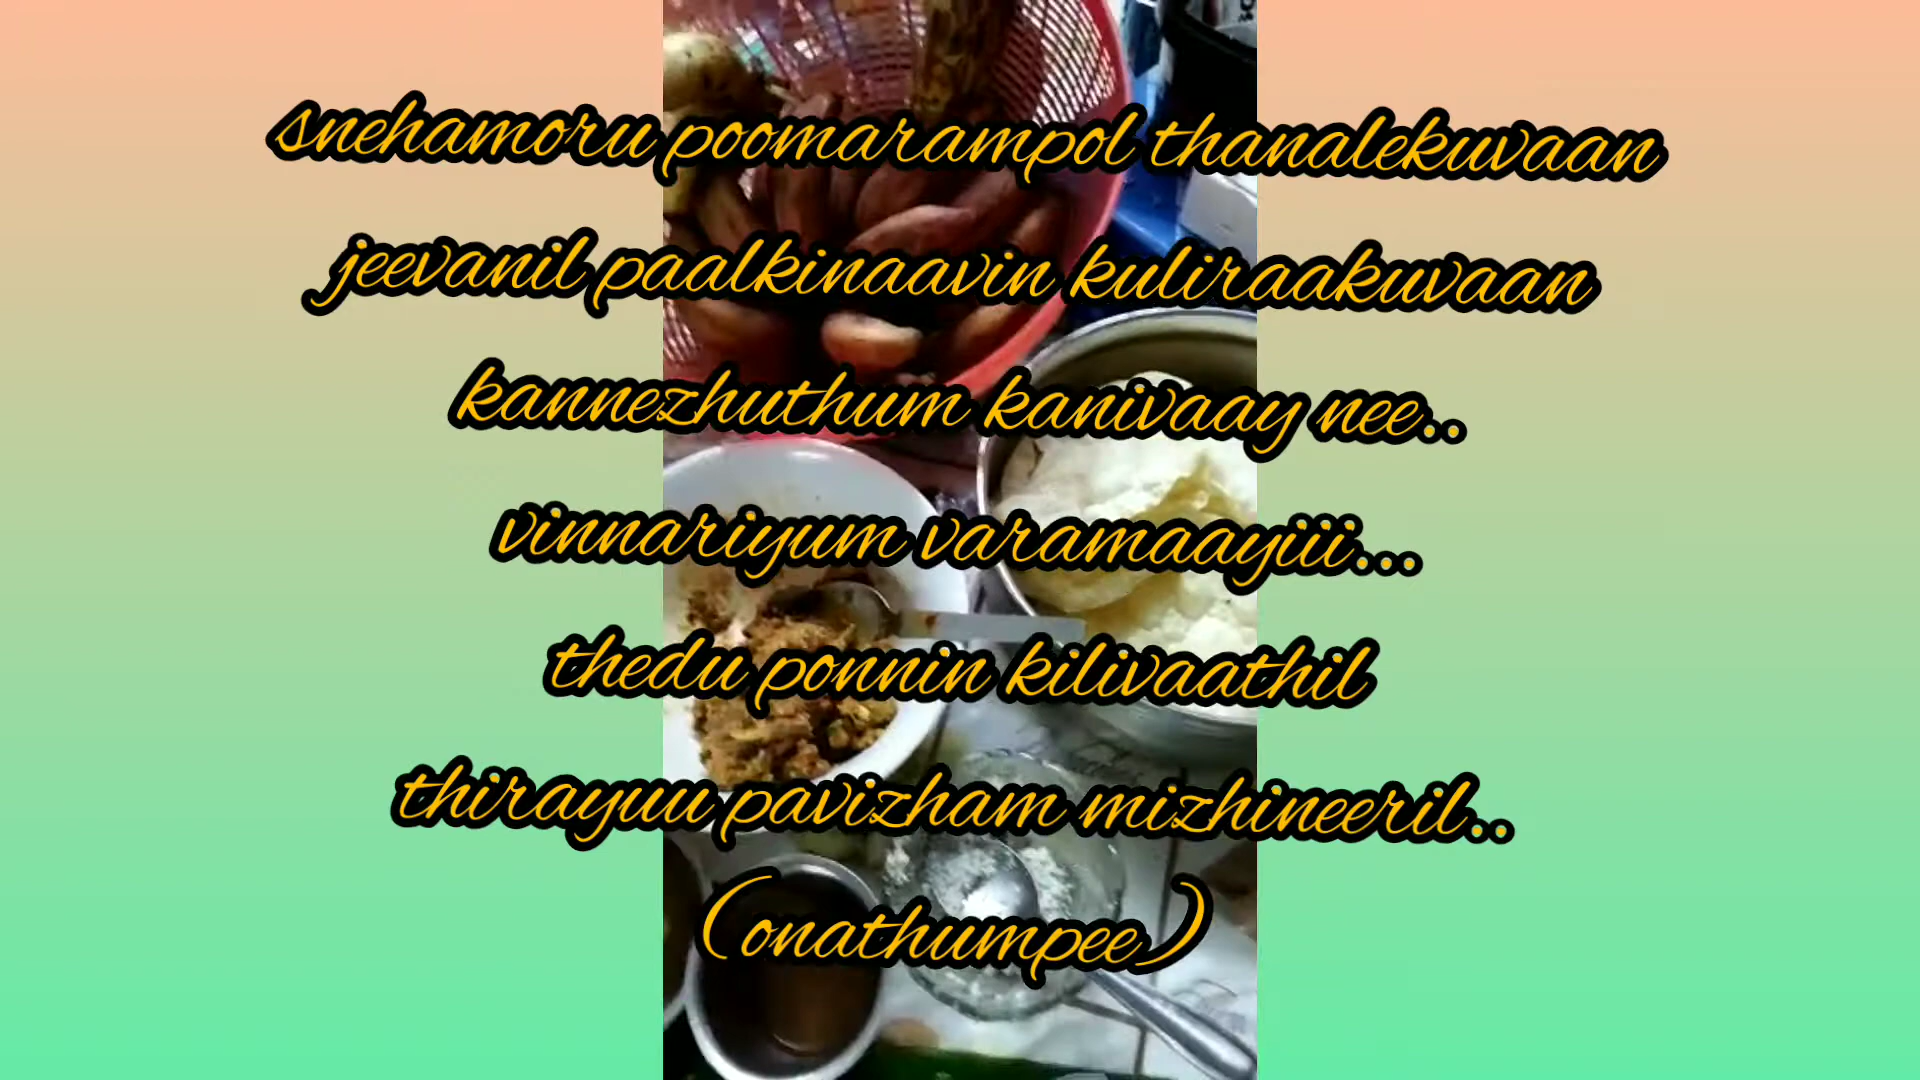 snehamoru poomarampol thanalekuvaan
jeevanil paalkinaavin kuliraakuvaan
kannezhuthum kanivaay nee..
vinnariyum varamaayiii...
thedu ponnin kilivaathil
thirayuu pavizham mizhineeril..
(onathumpee)